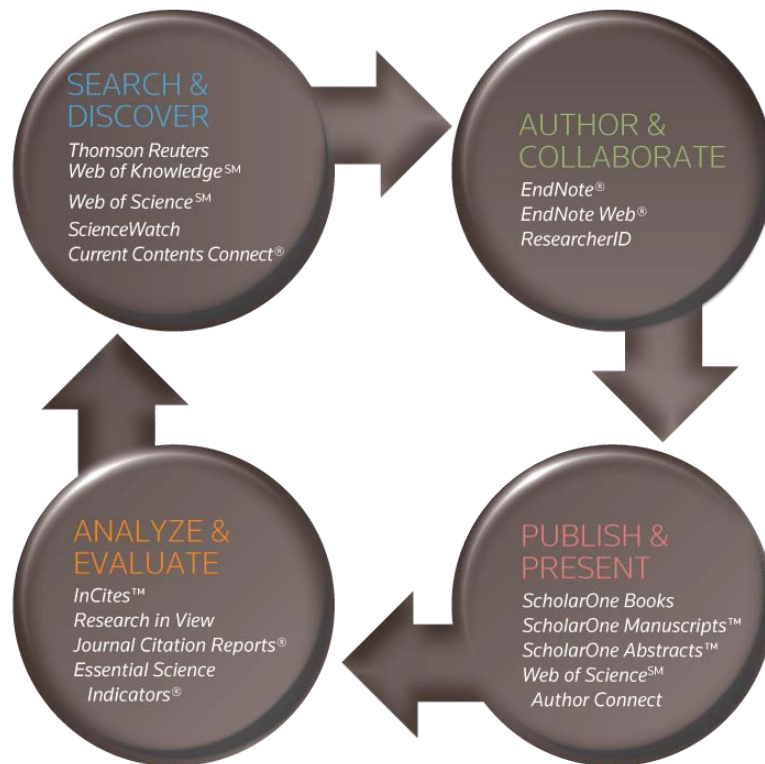 SEARCH &
DISCOVER
Thomson Reuters
Web of Knowledge℠
Web of Science℠
ScienceWatch
Current Contents Connect®
AUTHOR &
COLLABORATE
EndNote®
EndNote Web®
ResearcherID
PUBLISH &
PRESENT
ScholarOne Books
ScholarOne Manuscripts™
ScholarOne Abstracts™
Web of Science℠
Author Connect
ANALYZE &
EVALUATE
InCites™
Research in View
Journal Citation Reports®
Essential Science
Indicators®